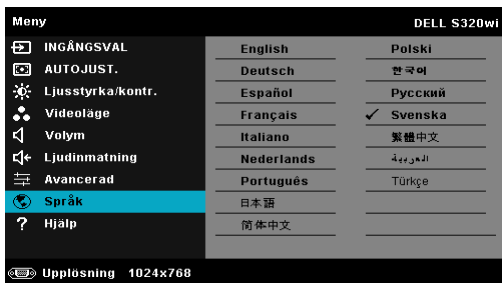 Meny
DELL S320wi
INGÅNGSVAL
AUTOJUST.
Ljusstyrka/kontr.
Videoläge
Volym
Ljudinmatning
Avancerad
Språk
Hjälp
English
Deutsch
Español
Français
Italiano
Nederlands
Português
日本語
简体中文
Polski
한국어
Русский
Svenska
繁體中文
العربية
Türkçe
Upplösning 1024x768